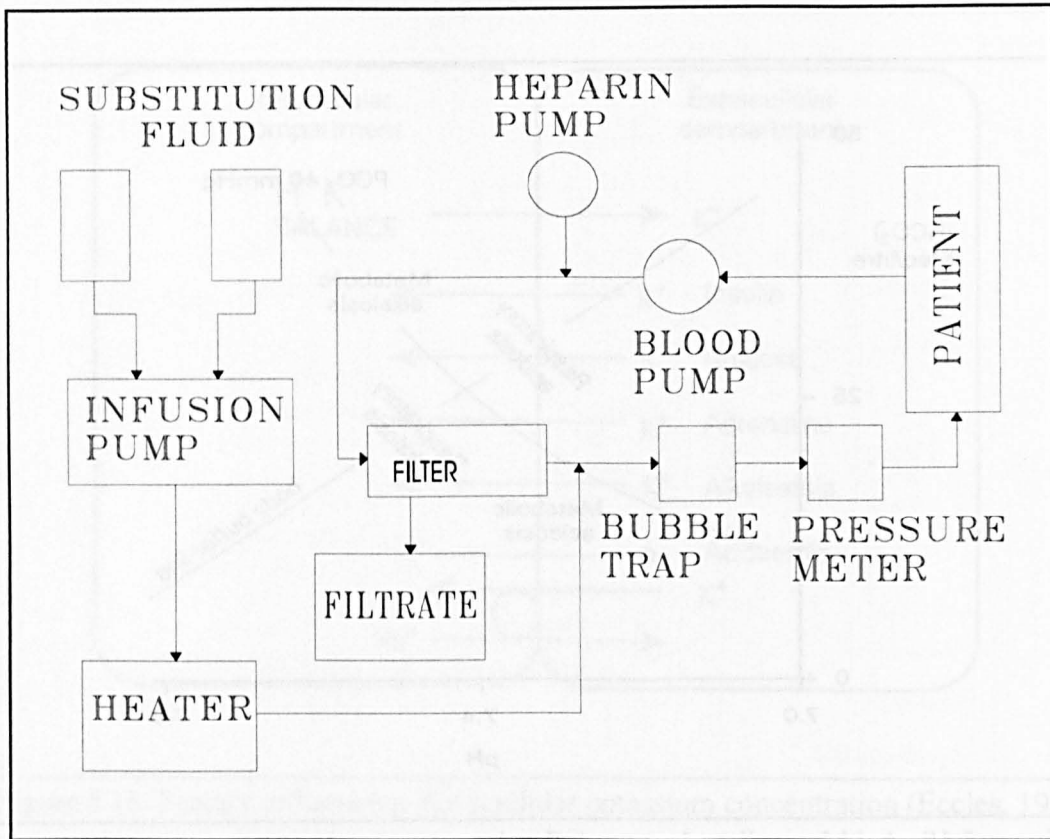 SUBSTITUTION
FLUID
HEPARIN
PUMP
PATIENT
BLOOD
PUMP
INFUSION
PUMP
FILTER
BUBBLE
TRAP
PRESSURE
METER
FILTRATE
HEATER